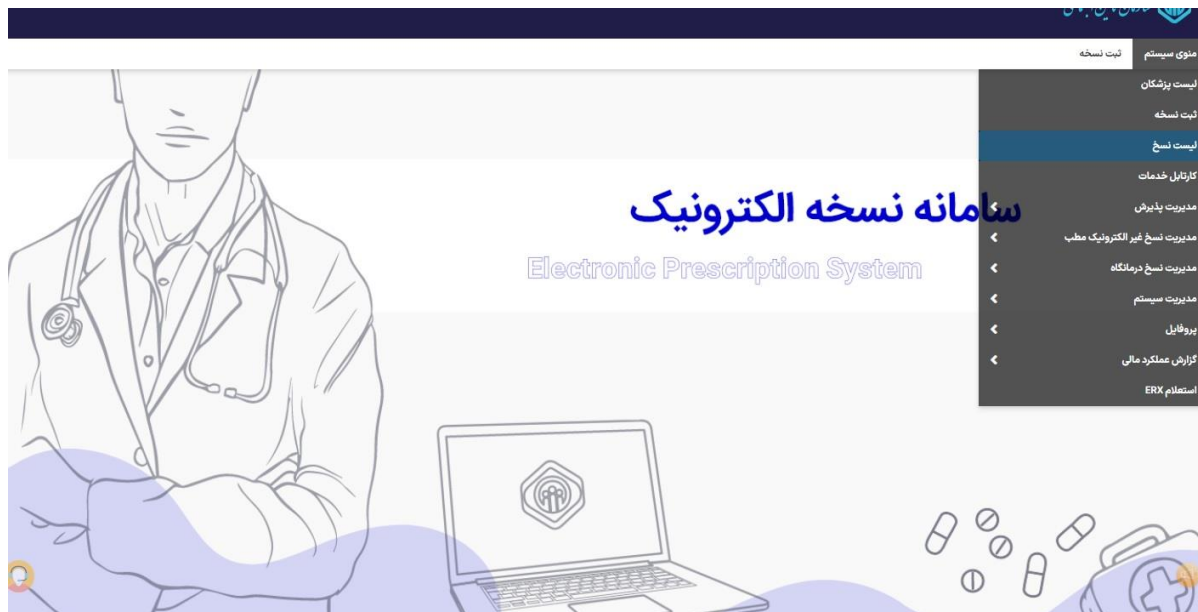 منوی سیستم
ثبت نسخه
لیست پزشکان
ثبت نسخه
لیست نسخ
کارتابل خدمات
مدیریت پذیرش
مدیریت نسخ غیر الکترونیک مطب
مدیریت نسخ درمانگاه
مدیریت سیستم
پروفایل
گزارش عملکرد مالی
استعلام ERX
سامانه نسخه الکترونیک
Electronic Prescription System